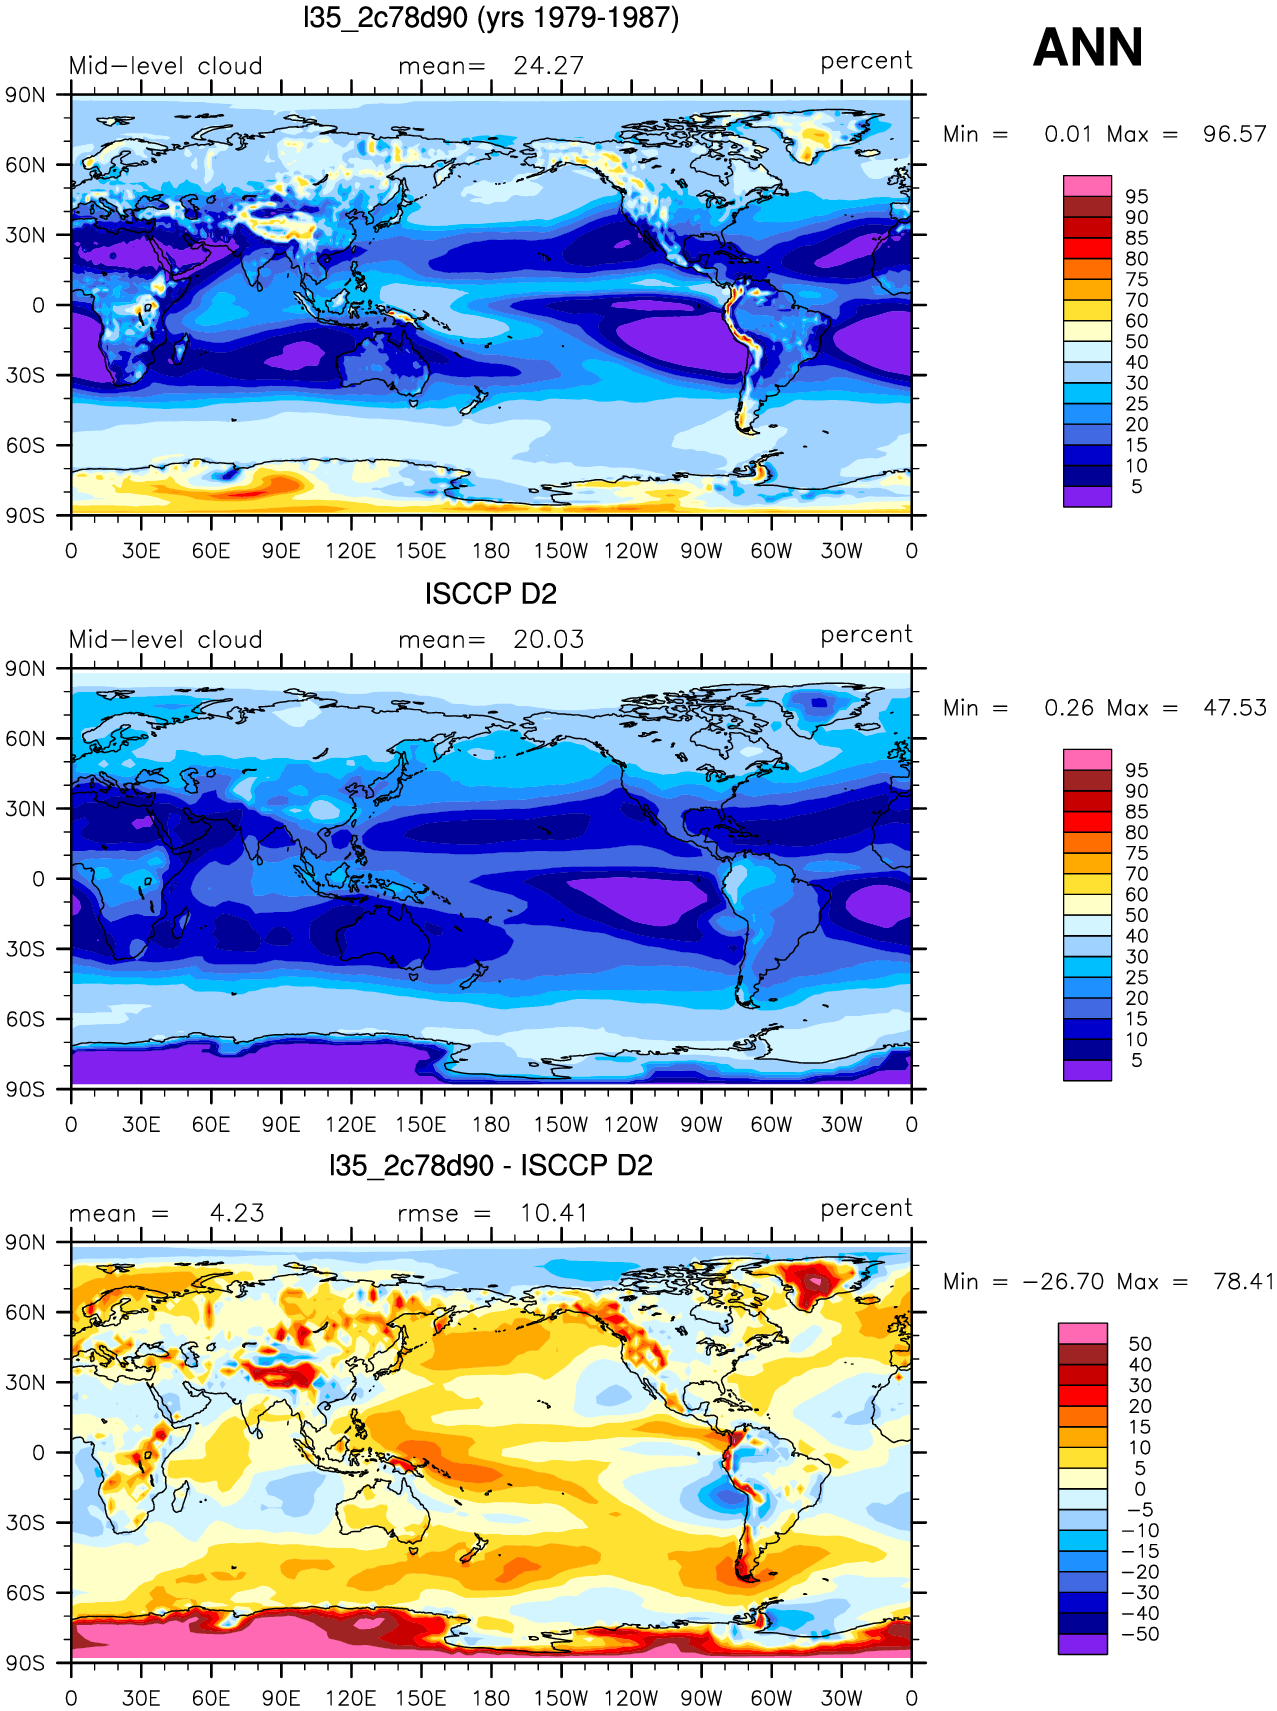 I35_2c78d90 (yrs 1979-1987)
ANN
Mid-level cloud mean= 24.27 percent
Min = 0.01 Max = 96.57
90N
60N
30N
0
30S
60S
90S
0 30E 60E 90E 120E 150E 180 150W 120W 90W 60W 30W 0
95
90
85
80
75
70
60
50
40
30
25
20
15
10
5
ISCCP D2
Mid-level cloud mean= 20.03 percent
Min = 0.26 Max = 47.53
90N
60N
30N
0
30S
60S
90S
0 30E 60E 90E 120E 150E 180 150W 120W 90W 60W 30W 0
95
90
85
80
75
70
60
50
40
30
25
20
15
10
5
I35_2c78d90 - ISCCP D2
mean = 4.23 rmse = 10.41 percent
Min = -26.70 Max = 78.41
90N
60N
30N
0
30S
60S
90S
0 30E 60E 90E 120E 150E 180 150W 120W 90W 60W 30W 0
50
40
30
20
15
10
5
0
-5
-10
-15
-20
-30
-40
-50